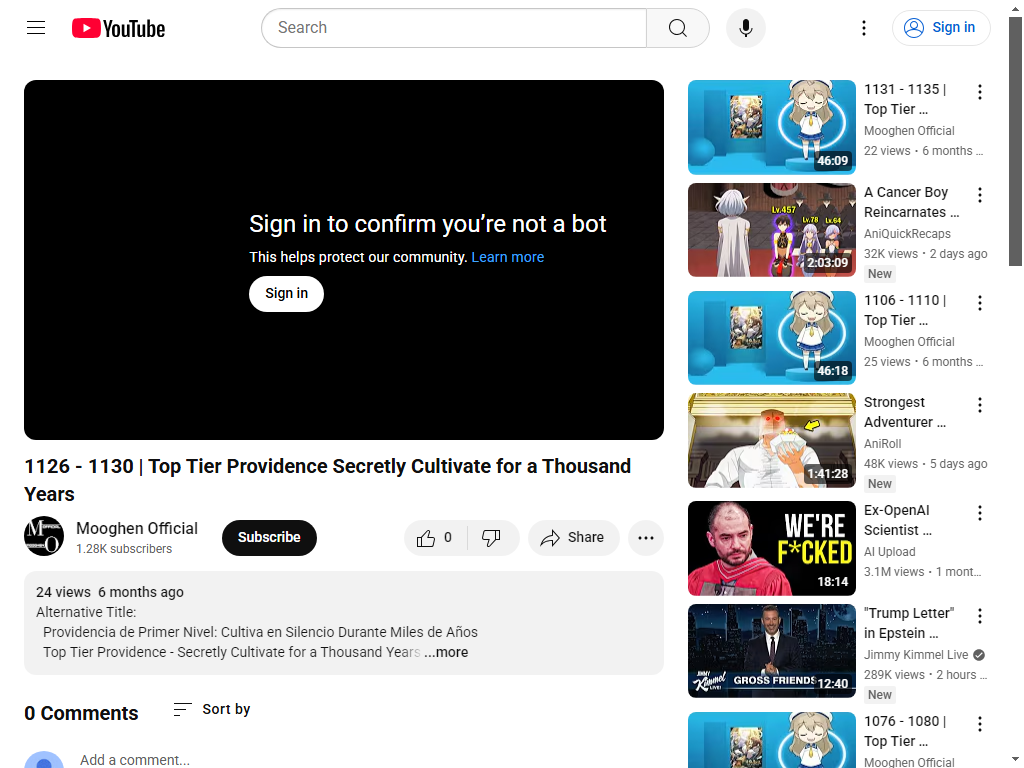 YouTube
Search
Sign in
Sign in to confirm you’re not a bot
This helps protect our community. Learn more
Sign in
1126 - 1130 | Top Tier Providence Secretly Cultivate for a Thousand
Years
Mooghen Official
1.28K subscribers
Subscribe
0
Share
24 views 6 months ago
Alternative Title:
Providencia de Primer Nivel: Cultiva en Silencio Durante Miles de Años
Top Tier Providence - Secretly Cultivate for a Thousand Years ...more
0 Comments
Sort by
Add a comment...
46:09
1131 - 1135 |
Top Tier ...
Mooghen Official
22 views • 6 months ...
Lv.457
Lv.78
Lv.64
2:03:09
A Cancer Boy
Reincarnates ...
AniQuickRecaps
32K views • 2 days ago
New
46:18
1106 - 1110 |
Top Tier ...
Mooghen Official
25 views • 6 months ...
1:41:28
Strongest
Adventurer ...
AniRoll
48K views • 5 days ago
New
WE'RE
F*CKED
18:14
Ex-OpenAI
Scientist ...
AI Upload
3.1M views • 1 mont...
JIMMY
Kimmel
LIVE!
GROSS FRIENDS
12:40
"Trump Letter"
in Epstein ...
Jimmy Kimmel Live
289K views • 2 hours ...
New
1076 - 1080 |
Top Tier ...
Mooghen Official